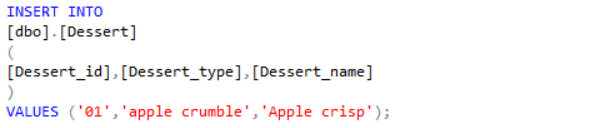 INSERT INTO
[dbo].[Dessert]
(
[Dessert_id],[Dessert_type],[Dessert_name]
)
VALUES ('01','apple crumble','Apple crisp');